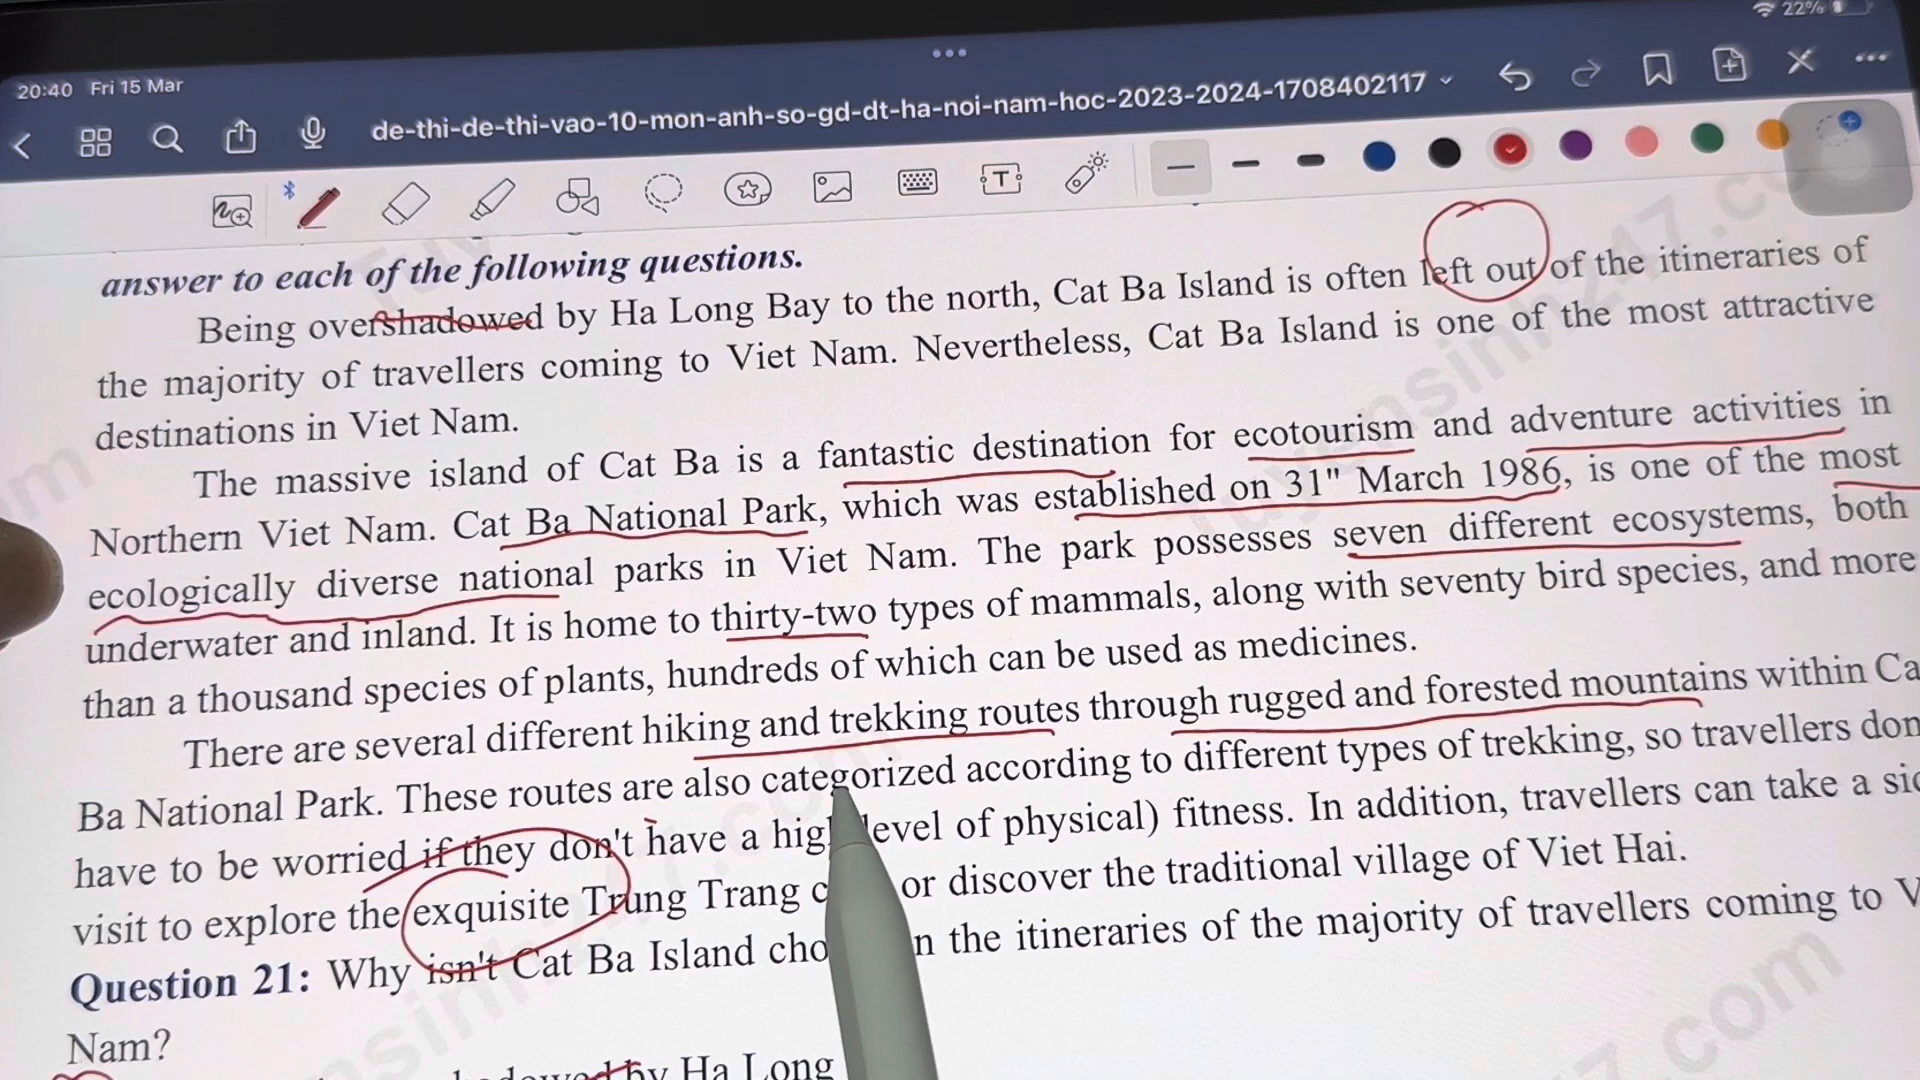 22%
20:40 Fri 15 Mar
de-thi-de-thi-vao-10-mon-anh-so-gd-dt-ha-noi-nam-hoc-2023-2024-1708402117
T
answer to each of the following questions.
Being overshadowed by Ha Long Bay to the north, Cat Ba Island is often left out of the itineraries of
the majority of travellers coming to Viet Nam. Nevertheless, Cat Ba Island is one of the most attractive
destinations in Viet Nam.
The massive island of Cat Ba is a fantastic destination for ecotourism and adventure activities in
Northern Viet Nam. Cat Ba National Park, which was established on 31" March 1986, is one of the most
ecologically diverse national parks in Viet Nam. The park possesses seven different ecosystems, both
underwater and inland. It is home to thirty-two types of mammals, along with seventy bird species, and more
than a thousand species of plants, hundreds of which can be used as medicines.
There are several different hiking and trekking routes through rugged and forested mountains within
Ba National Park. These routes are also categorized according to different types of trekking, so travellers
have to be worried if they don't have a level of physical) fitness. In addition, travellers can take a
visit to explore the exquisite Trung Trang or discover the traditional village of Viet Hai.
Question 21: Why isn't Cat Ba Island the itineraries of the majority of travellers coming to
Nam?
by Ha Long
Tuyensinh247.com